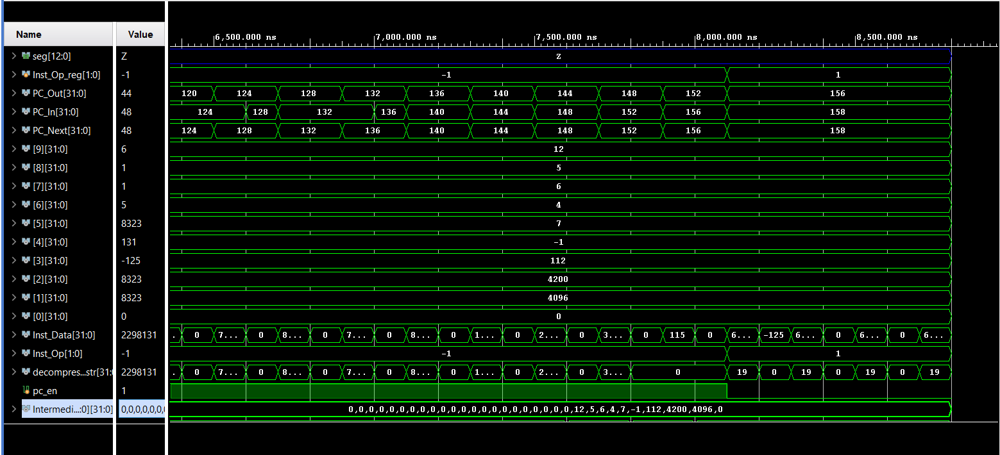 Name Value 6,500.000 ns 7,000.000 ns 7,500.000 ns 8,000.000 ns 8,500.000 ns
seg[12:0] Z Z
Inst_Op_reg[1:0] -1 -1 1
PC_Out[31:0] 44 120 124 128 132 136 140 144 148 152 156
PC_In[31:0] 48 124 128 132 136 140 144 148 152 156 158
PC_Next[31:0] 48 124 128 132 136 140 144 148 152 156 158
[9][31:0] 6 12
[8][31:0] 1 5
[7][31:0] 1 6
[6][31:0] 5 4
[5][31:0] 8323 7
[4][31:0] 131 -1
[3][31:0] -125 112
[2][31:0] 8323 4200
[1][31:0] 8323 4096
[0][31:0] 0 0
Inst_Data[31:0] 2298131 . 0 7... 0 8... 0 7... 0 8... 0 1... 0 2... 0 3... 0 115 0 6... -125 6... 0 6... 0 6...
Inst_Op[1:0] -1 -1 1
decompres...str[31:0 2298131 . 0 7... 0 8... 0 7... 0 8... 0 1... 0 2... 0 3... 0 19 0 19 0 19 0 19
pc_en 1
Intermedi...:0][31:0] 0,0,0,0,0,0,0 0,0,0,0,0,0,0,0,0,0,0,0,0,0,0,0,0,0,0,0,0,0,12,5,6,4,7,-1,112,4200,4096,0